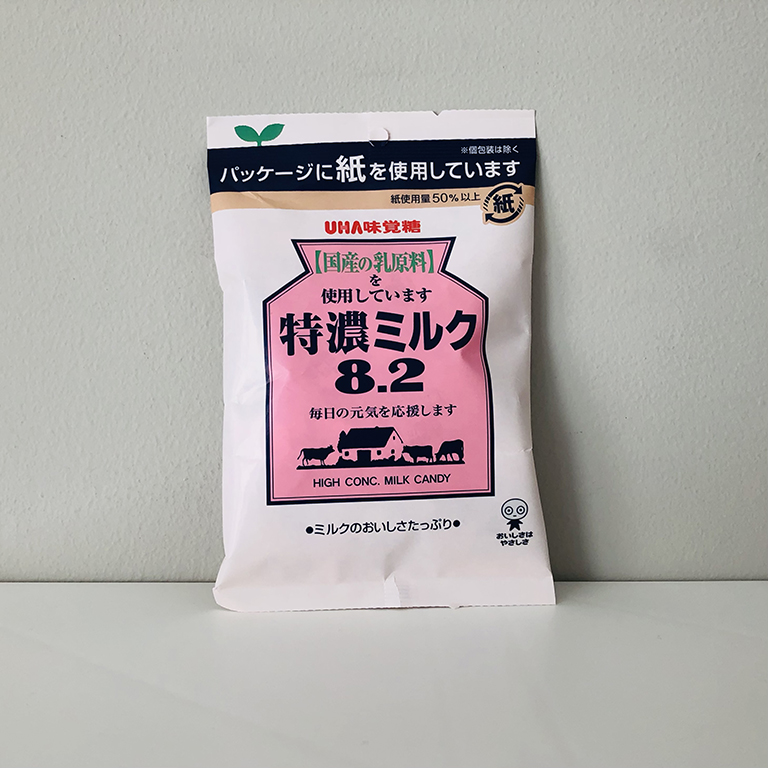 ※個包装は除く
パッケージに紙を使用しています
紙使用量50%以上
紙
UHA味覚糖
【国産の乳原料】
を
使用しています
特濃ミルク
8.2
毎日の元気を応援します
HIGH CONC. MILK CANDY
●ミルクのおいしさたっぷり●
おいしさは
やさしさ